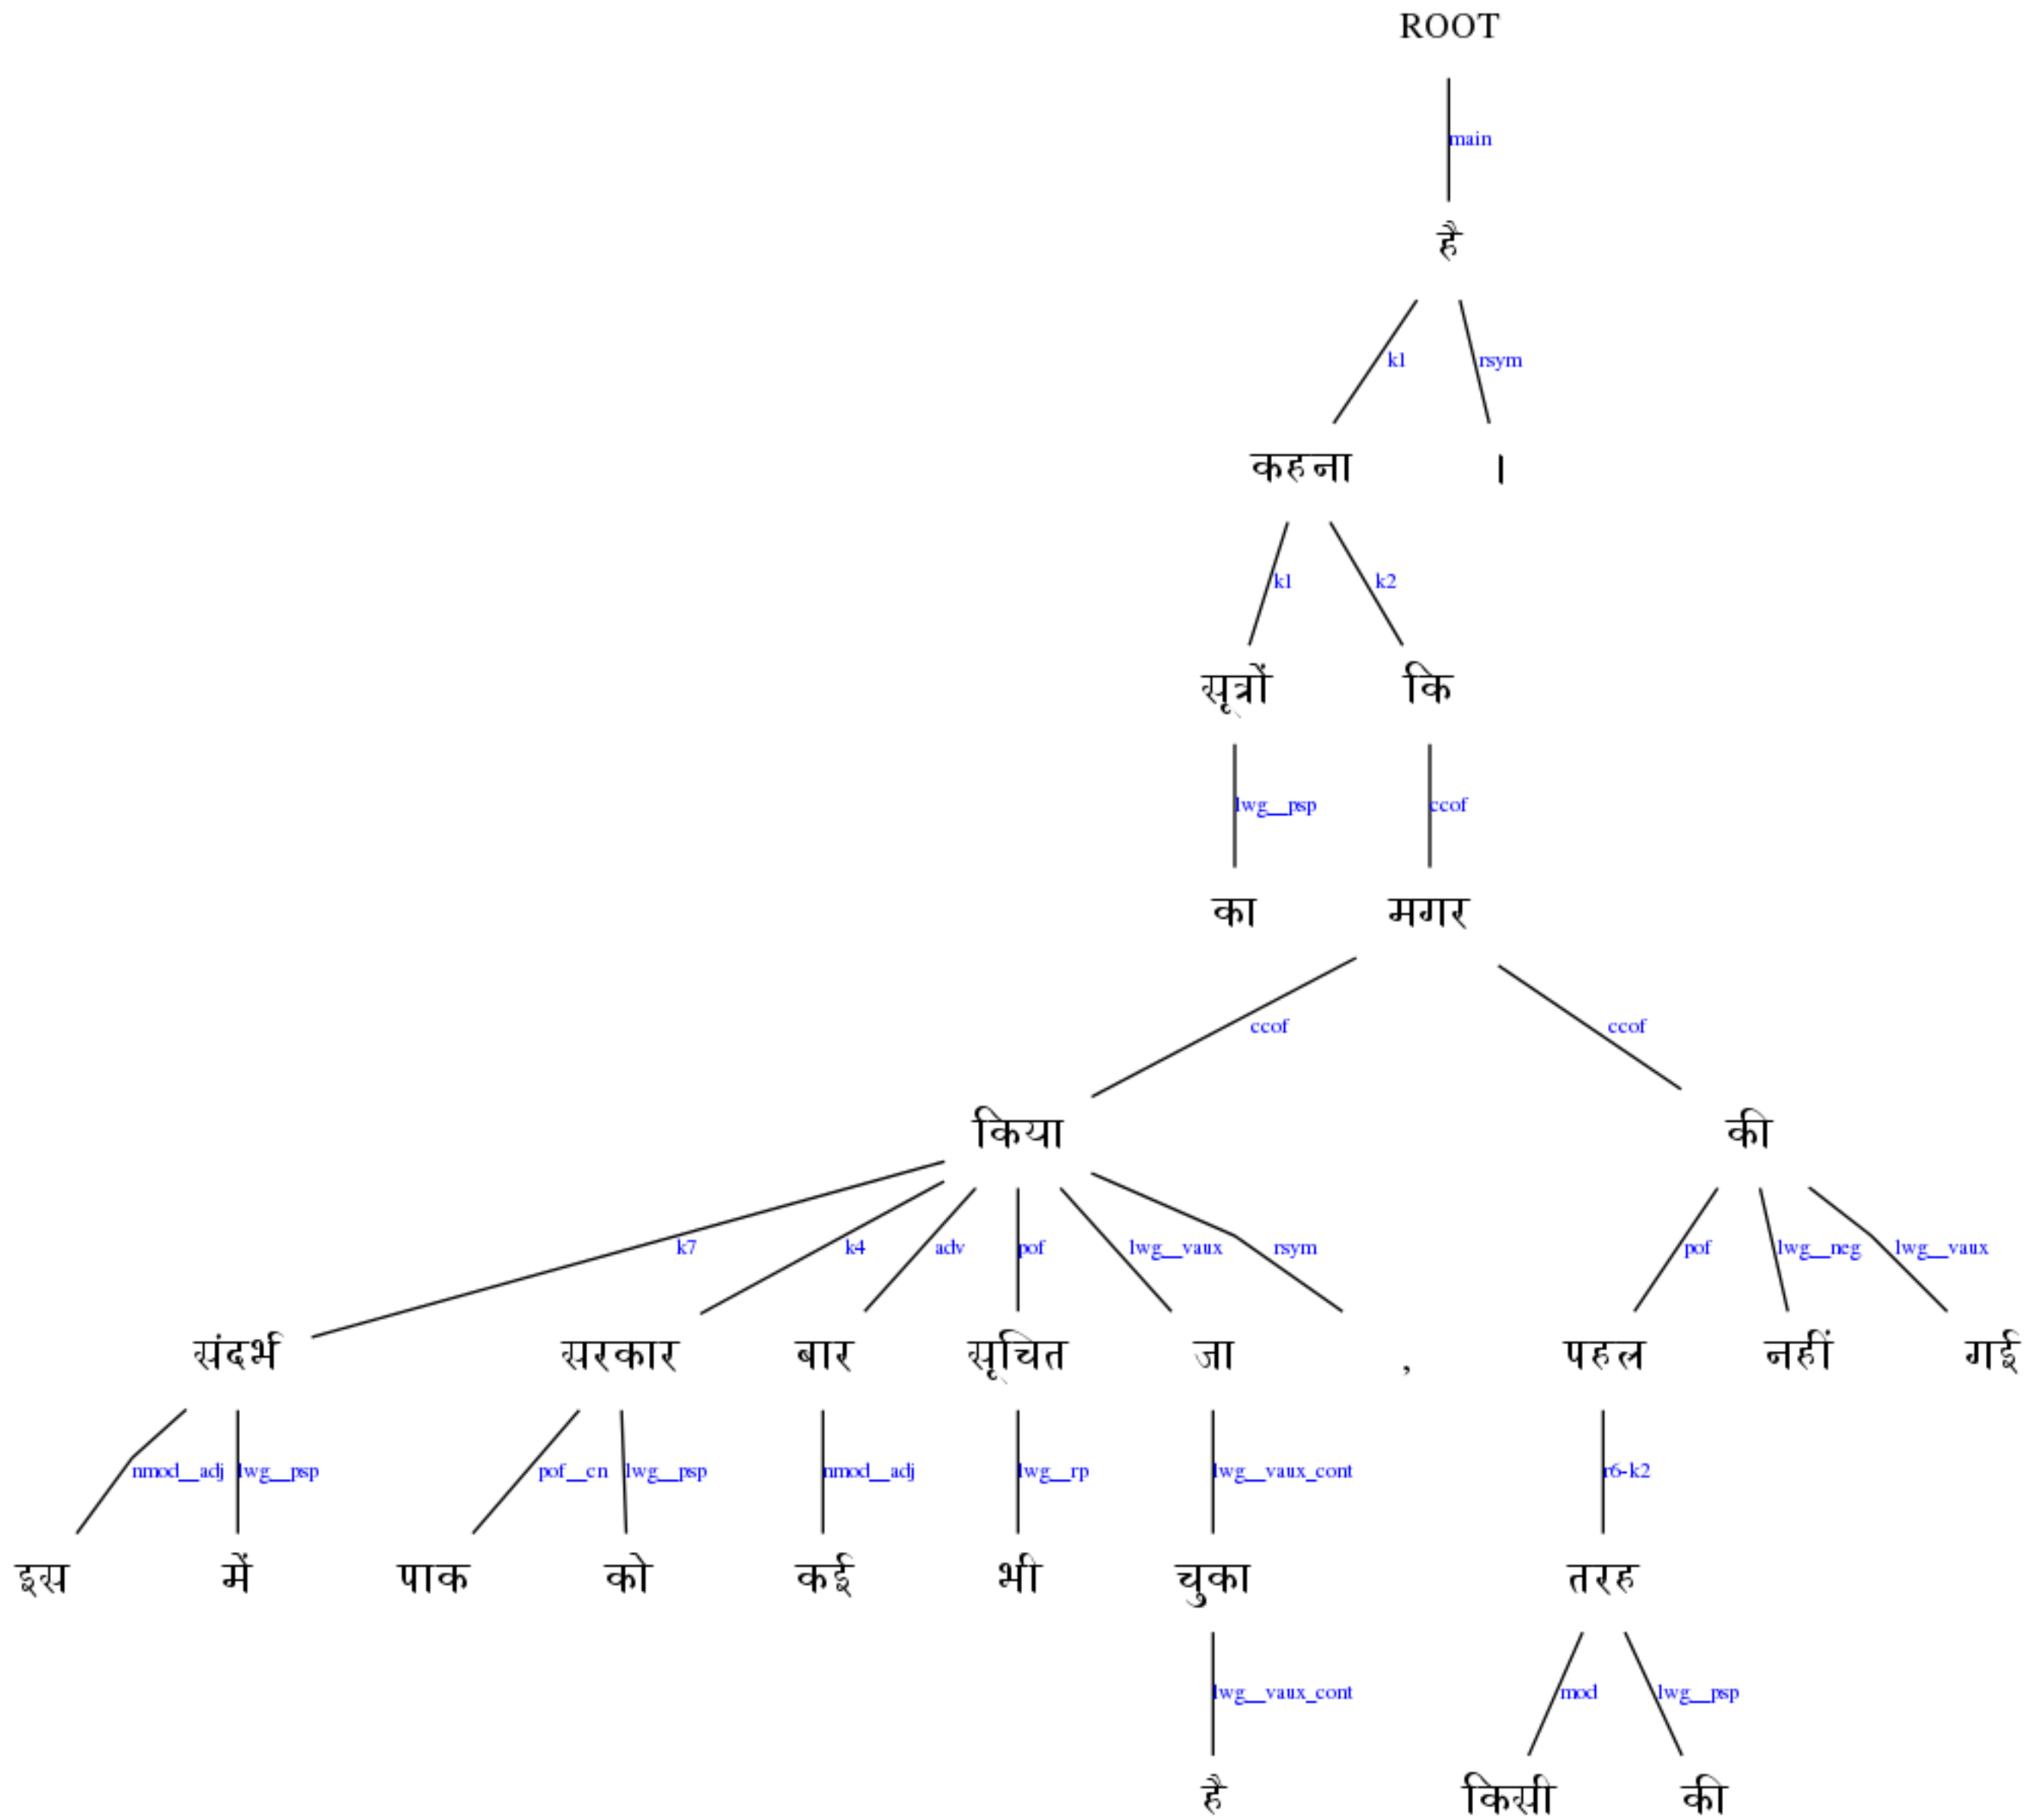 ROOT
main
है
k1 rsym
कहना ।
k1 k2
सूत्रों कि
lwg__psp ccof
का मगर
ccof ccof
किया की
k7 k4 adv pof lwg__vaux rsym pof lwg__neg lwg__vaux
संदर्भ सरकार बार सूचित जा , पहल नहीं गई
nmod__adj lwg__psp pof__cn lwg__psp nmod__adj lwg__rp lwg__vaux_cont r6-k2
इस में पाक को कई भी चुका तरह
lwg__vaux_cont mod lwg__psp
है किसी की